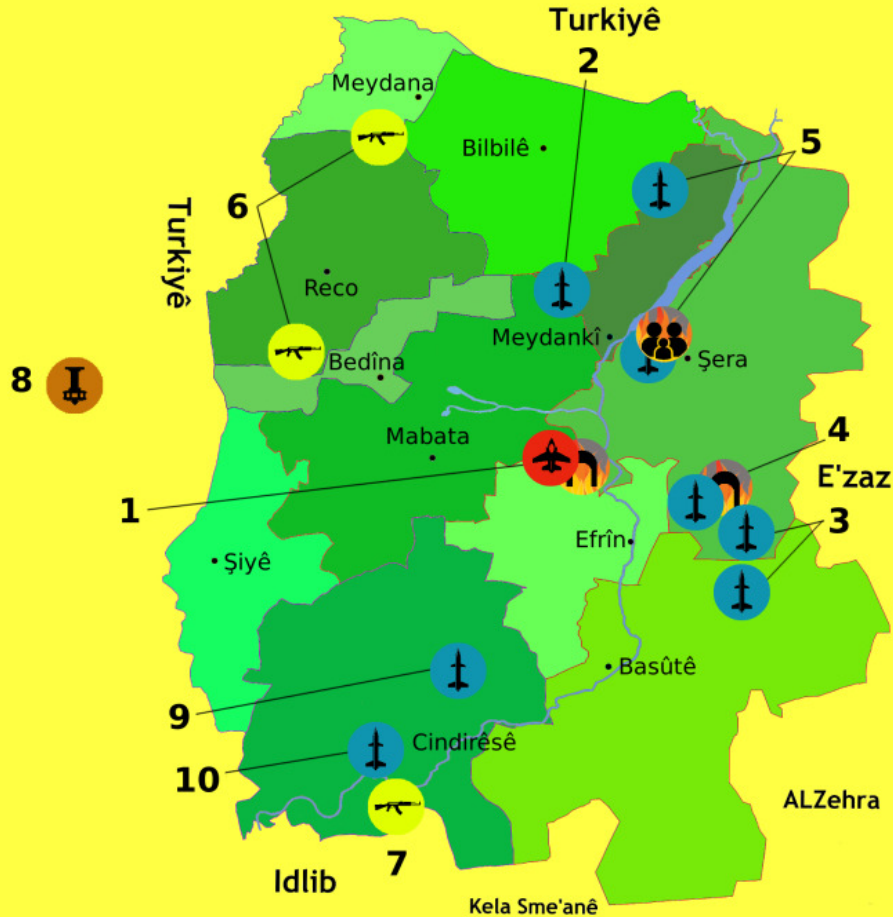 Turkiyê
2
Meydana
Bilbilê
5
6
Turkiyê
Reco
Meydankî
Şera
Bedîna
8
Mabata
4
E'zaz
1
3
Efrîn
Şiyê
Basûtê
9
Cindirêsê
10
ALZehra
7
Idlib
Kela Sme'anê